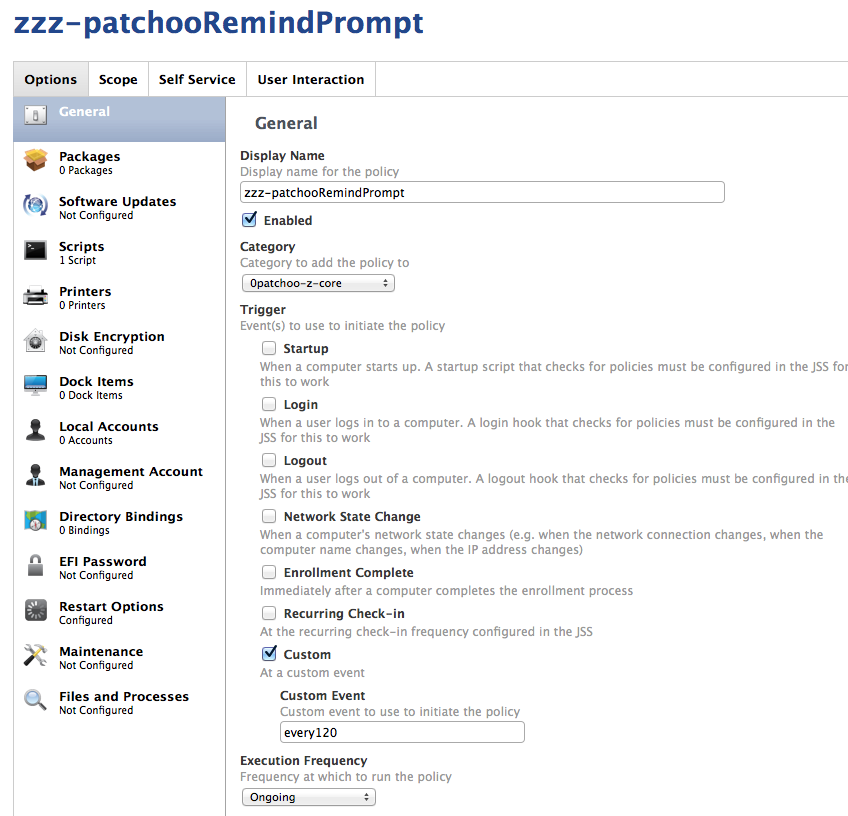 zzz-patchooRemindPrompt
Options
Scope
Self Service
User Interaction
General
Packages
0 Packages
Software Updates
Not Configured
Scripts
1 Script
Printers
0 Printers
Disk Encryption
Not Configured
Dock Items
0 Dock Items
Local Accounts
0 Accounts
Management Account
Not Configured
Directory Bindings
0 Bindings
EFI Password
Not Configured
Restart Options
Configured
Maintenance
Not Configured
Files and Processes
Not Configured
General
Display Name
Display name for the policy
zzz-patchooRemindPrompt
Enabled
Category
Category to add the policy to
0patchoo-z-core
Trigger
Event(s) to use to initiate the policy
Startup
When a computer starts up. A startup script that checks for policies must be configured in the JSS for
this to work
Login
When a user logs in to a computer. A login hook that checks for policies must be configured in the
JSS for this to work
Logout
When a user logs out of a computer. A logout hook that checks for policies must be configured in the
JSS for this to work
Network State Change
When a computer's network state changes (e.g. when the network connection changes, when the
computer name changes, when the IP address changes)
Enrollment Complete
Immediately after a computer completes the enrollment process
Recurring Check-in
At the recurring check-in frequency configured in the JSS
Custom
At a custom event
Custom Event
Custom event to use to initiate the policy
every120
Execution Frequency
Frequency at which to run the policy
Ongoing